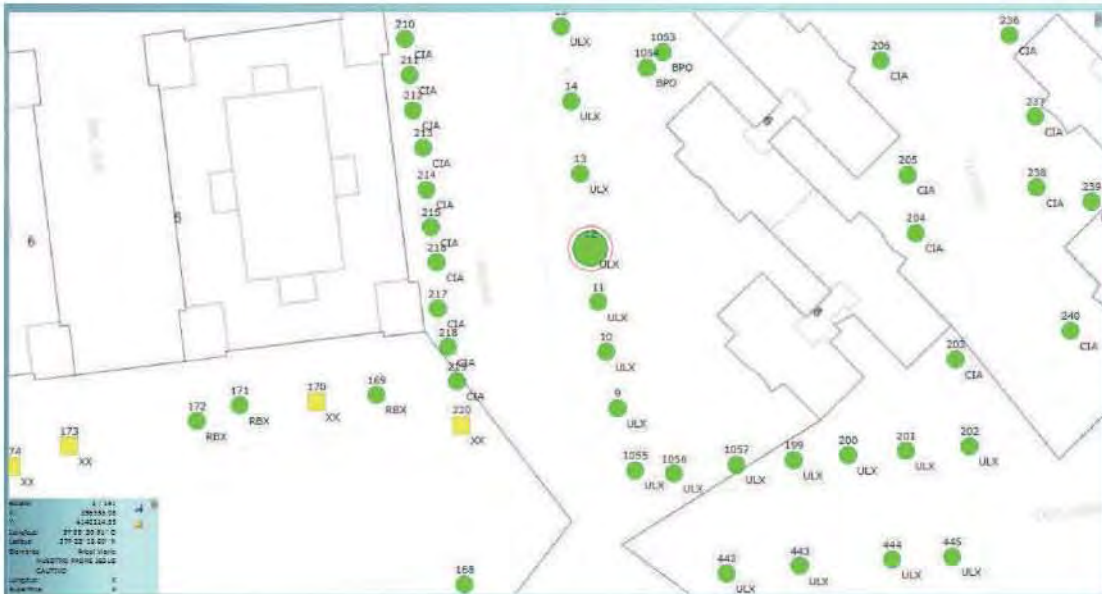 210
CIA
211
CIA
212
CIA
213
CIA
214
CIA
215
CIA
216
CIA
217
CIA
218
CIA
CIA
ULX
14
ULX
13
ULX
12
ULX
11
ULX
10
ULX
9
ULX
1053
BPO
1054
BPO
206
CIA
205
CIA
204
CIA
203
CIA
236
CIA
237
CIA
238
CIA
239
240
CIA
6
5
172
RBX
171
RBX
170
XX
169
RBX
220
XX
173
XX
74
XX
1055
ULX
1056
ULX
1057
ULX
199
ULX
200
ULX
201
ULX
202
ULX
442
ULX
443
ULX
444
ULX
445
ULX
168
NUESTRO PADRE JESUS
CAUTIVO